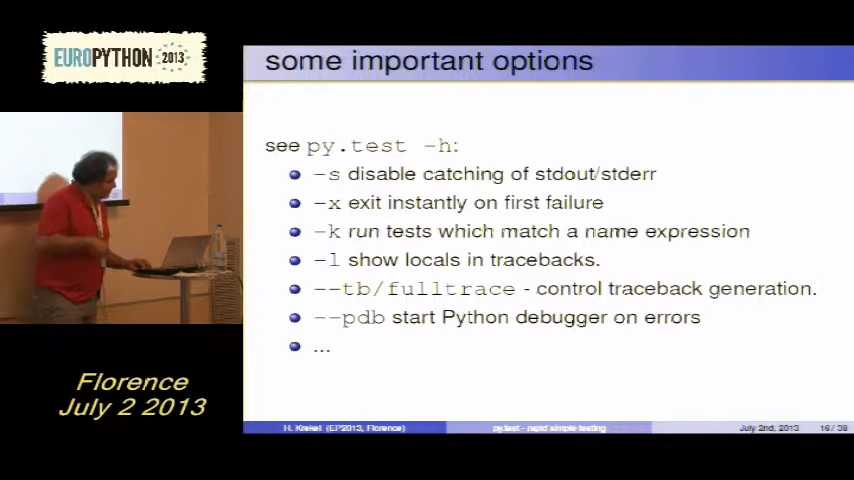 EUROPYTHON 2013
some important options
see py.test -h:
-s disable catching of stdout/stderr
-x exit instantly on first failure
-k run tests which match a name expression
-l show locals in tracebacks.
--tb/fulltrace - control traceback generation.
--pdb start Python debugger on errors
...
Florence
July 2 2013
H. Krekel (EP2013, Florence)
py.test - rapid simple testing
July 2nd, 2013
16 / 38